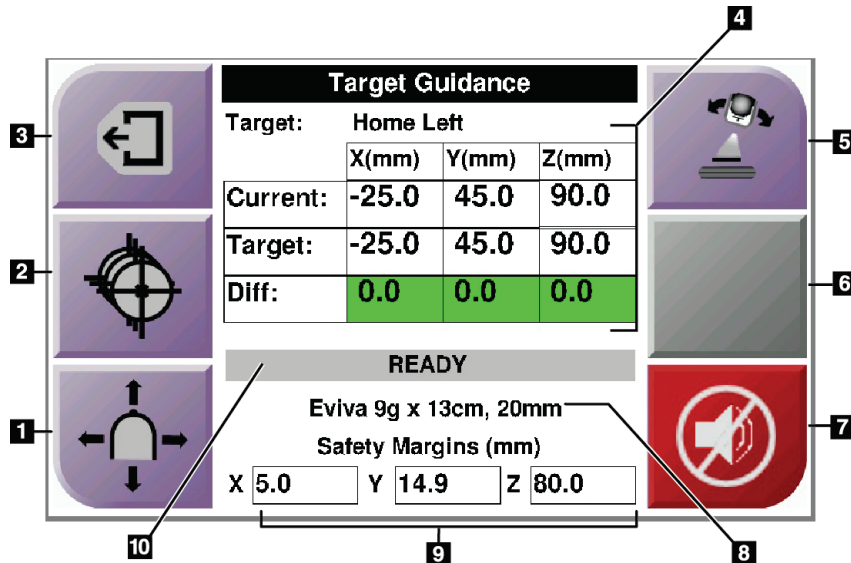 4
Target Guidance
3
Target: Home Left
5
X(mm) Y(mm) Z(mm)
Current: -25.0 45.0 90.0
Target: -25.0 45.0 90.0
2
6
Diff: 0.0 0.0 0.0
READY
Eviva 9g x 13cm, 20mm
1
7
Safety Margins (mm)
X 5.0 Y 14.9 Z 80.0
10
9
8